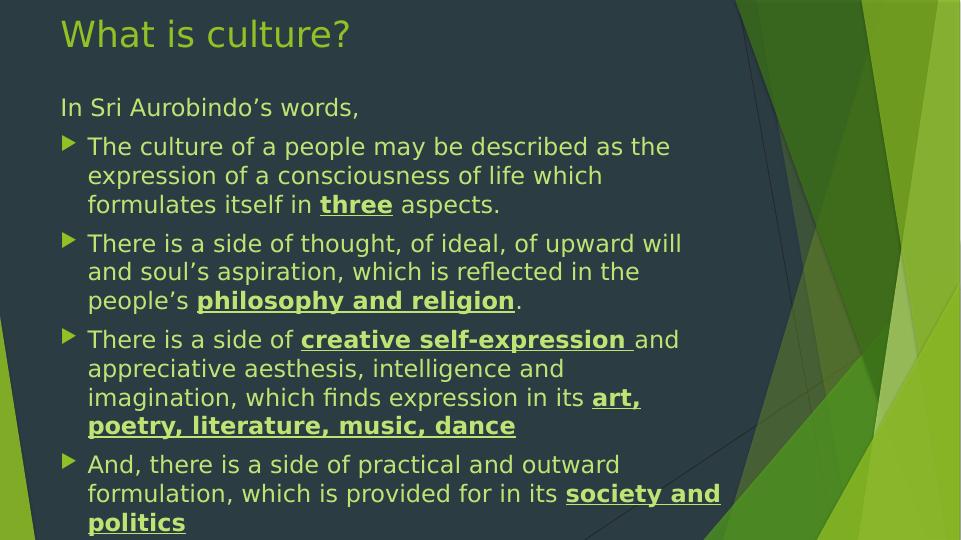 What is culture?
In Sri Aurobindo’s words,
The culture of a people may be described as the
expression of a consciousness of life which
formulates itself in three aspects.
There is a side of thought, of ideal, of upward will
and soul’s aspiration, which is reflected in the
people’s philosophy and religion.
There is a side of creative self-expression and
appreciative aesthesis, intelligence and
imagination, which finds expression in its art,
poetry, literature, music, dance
And, there is a side of practical and outward
formulation, which is provided for in its society and
politics